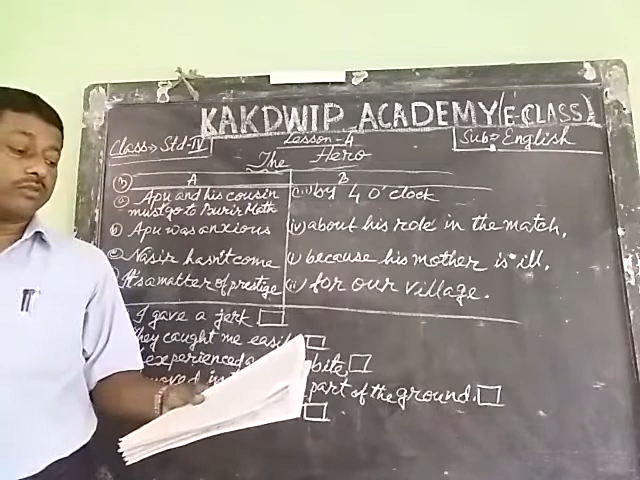 KAKDWIP ACADEMY (E-CLASS)
Class → Std-IV
Lesson-4
Sub → English
The Hero
A B
(a) Apu and his cousin must go to Burir Math (iii) by 4 O'clock
(b) Apu was anxious iv) about his role in the match,
Nasir hasn't come (i) because his mother is ill,
It's a matter of prestige (ii) for our village.
I gave a jerk
They caught me
experienced
part of the ground.